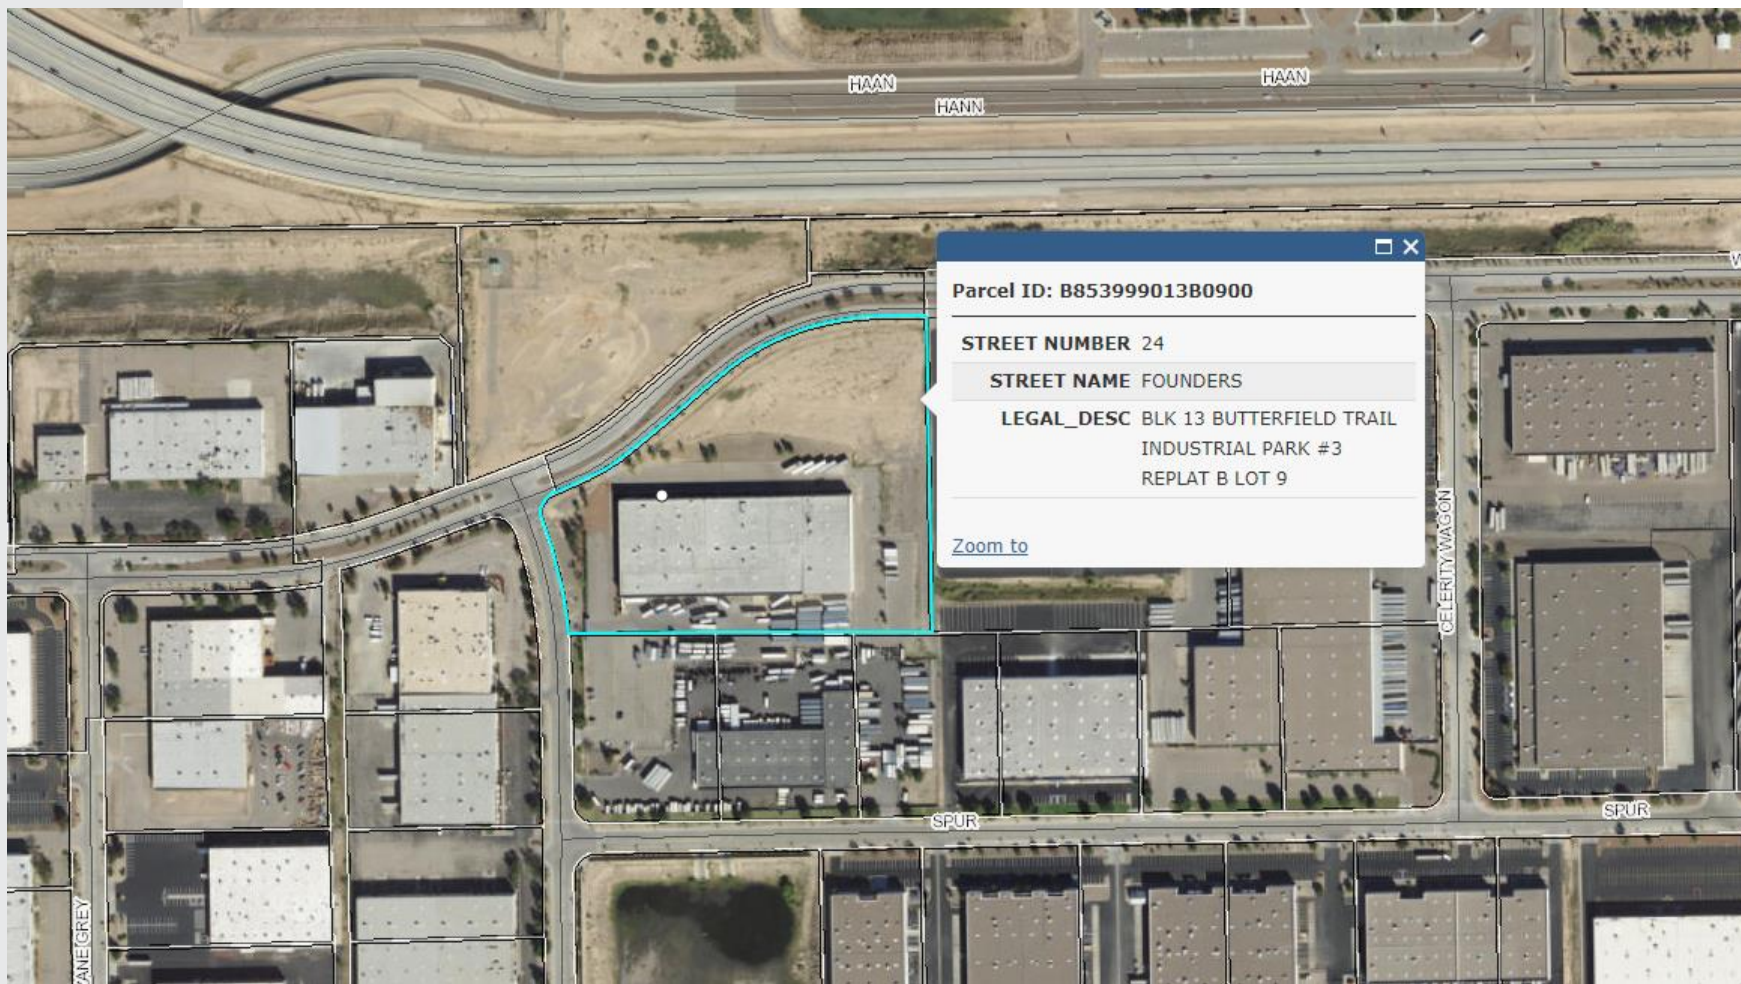 HAAN
HAAN
HANN
Parcel ID: B853999013B0900
STREET NUMBER 24
STREET NAME FOUNDERS
LEGAL_DESC BLK 13 BUTTERFIELD TRAIL
INDUSTRIAL PARK #3
REPLAT B LOT 9
Zoom to
CELERITY WAGON
SPUR
SPUR
ZANE GREY